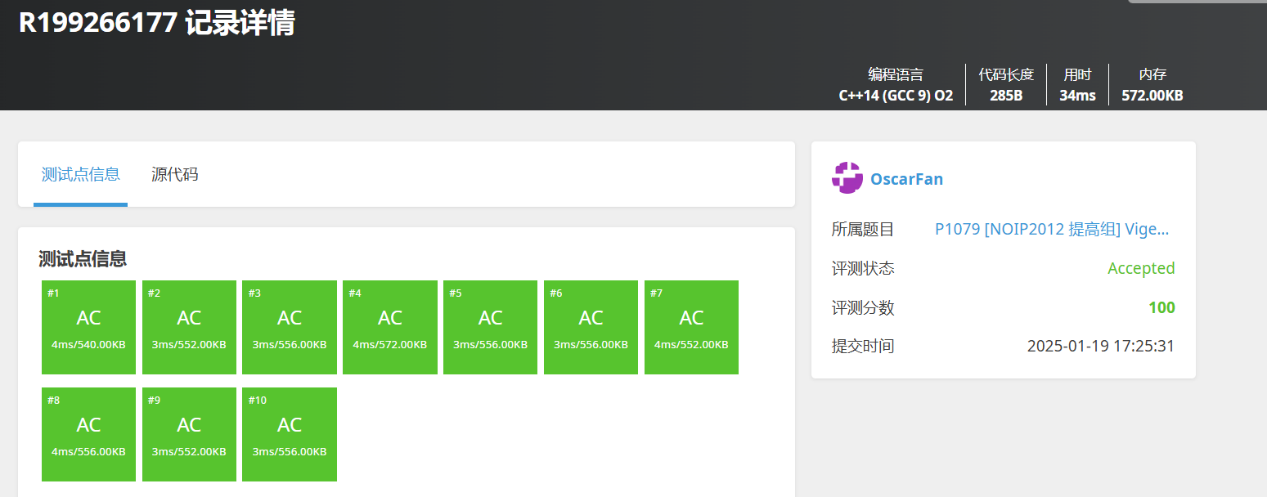 R199266177 记录详情
编程语言 代码长度 用时 内存
C++14 (GCC 9) O2 285B 34ms 572.00KB
测试点信息 源代码
OscarFan
所属题目 P1079 [NOIP2012 提高组] Vige...
评测状态 Accepted
评测分数 100
提交时间 2025-01-19 17:25:31
测试点信息
#1 #2 #3 #4 #5 #6 #7
AC AC AC AC AC AC AC
4ms/540.00KB 3ms/552.00KB 3ms/556.00KB 4ms/572.00KB 3ms/556.00KB 3ms/556.00KB 4ms/552.00KB
#8 #9 #10
AC AC AC
4ms/556.00KB 3ms/552.00KB 3ms/556.00KB